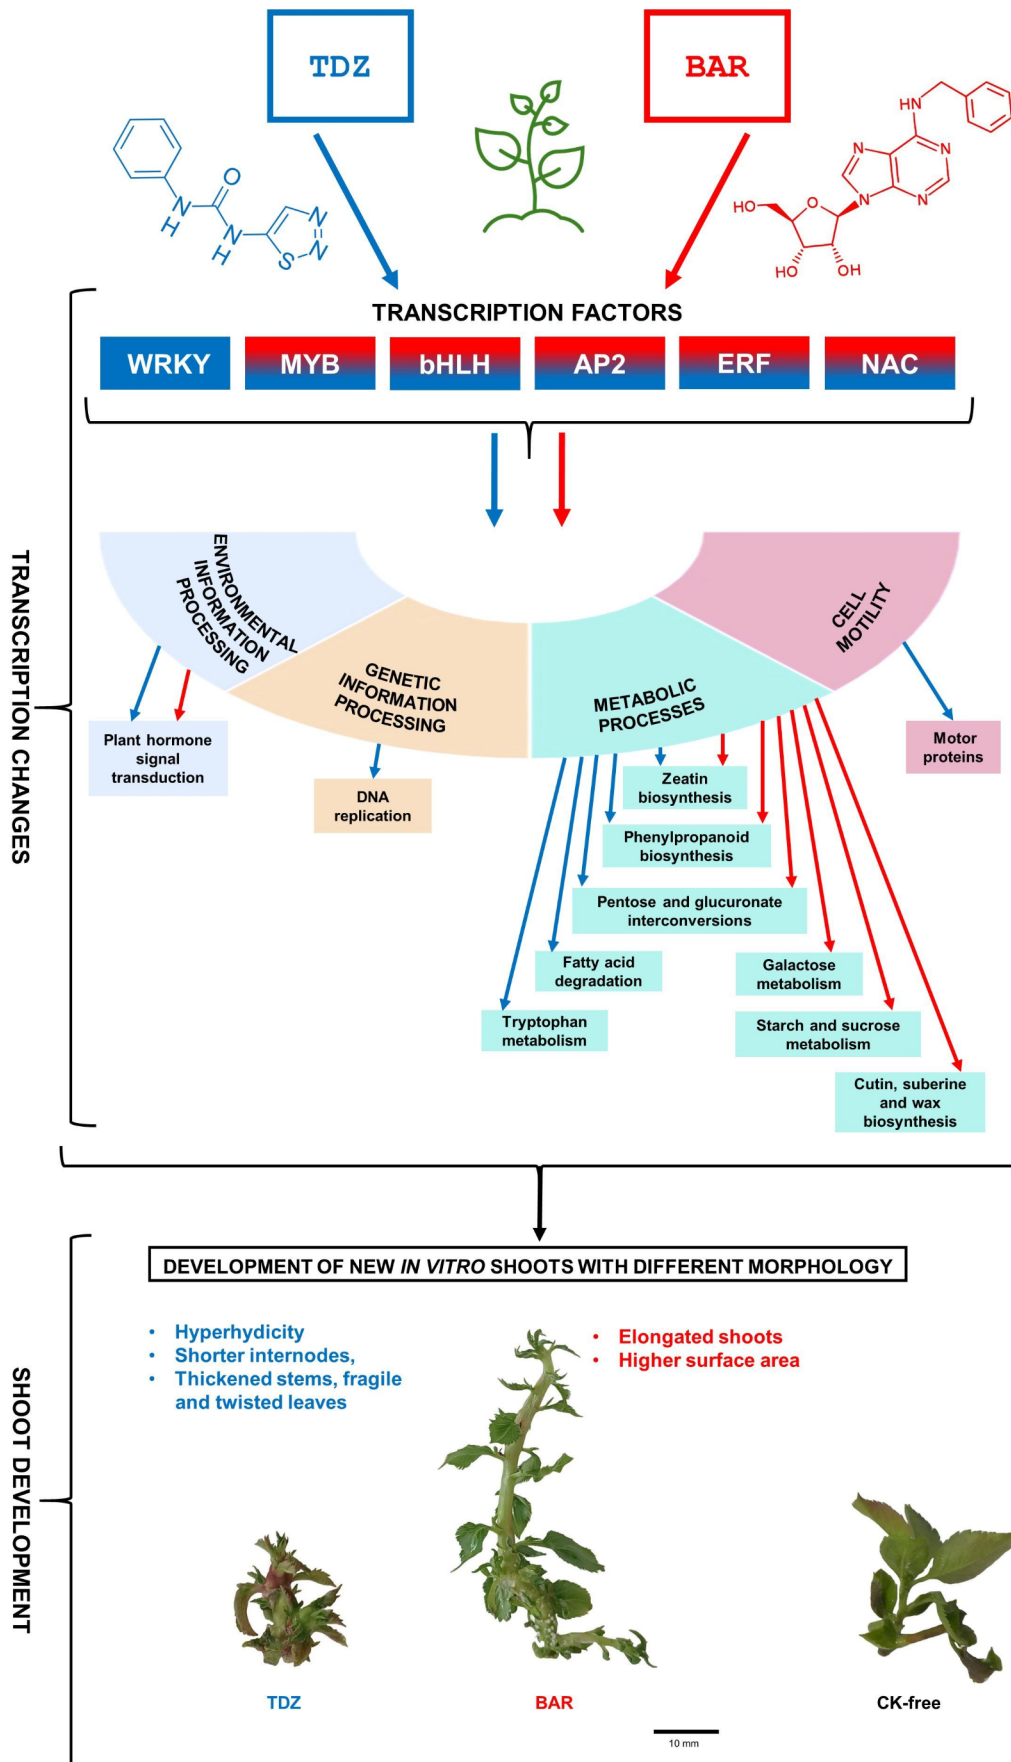 TDZ
BAR
N
H
O
N
H
S
N
N
HN
N
N
N
N
HO
O
HO
OH
TRANSCRIPTION FACTORS
WRKY
MYB
bHLH
AP2
ERF
NAC
TRANSCRIPTION CHANGES
ENVIRONMENTAL
INFORMATION
PROCESSING
GENETIC
INFORMATION
PROCESSING
METABOLIC
PROCESSES
CELL
MOTILITY
Plant hormone
signal
transduction
DNA
replication
Zeatin
biosynthesis
Motor
proteins
Phenylpropanoid
biosynthesis
Pentose and glucuronate
interconversions
Fatty acid
degradation
Galactose
metabolism
Tryptophan
metabolism
Starch and sucrose
metabolism
Cutin, suberine
and wax
biosynthesis
SHOOT DEVELOPMENT
DEVELOPMENT OF NEW IN VITRO SHOOTS WITH DIFFERENT MORPHOLOGY
• Hyperhydicity
• Shorter internodes,
• Thickened stems, fragile
and twisted leaves
• Elongated shoots
• Higher surface area
TDZ
BAR
CK-free
10 mm